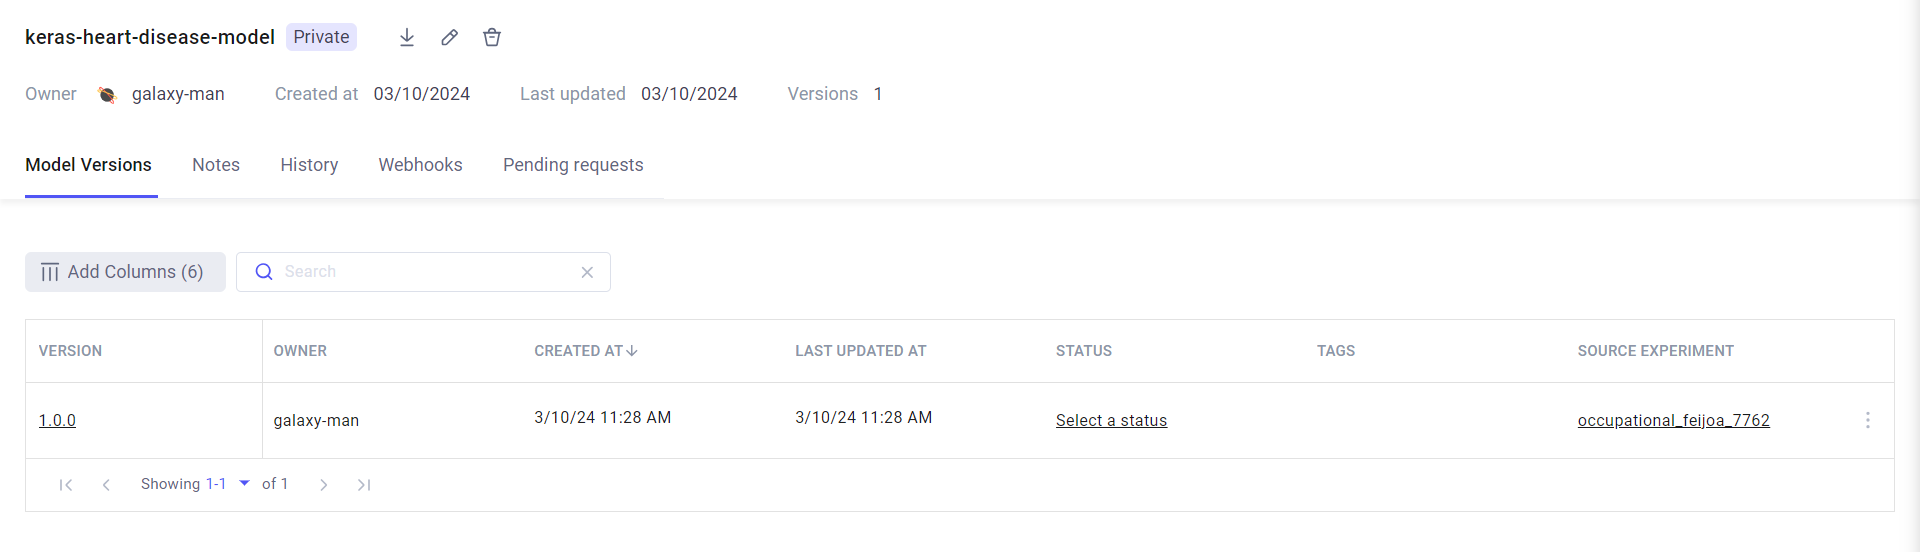 keras-heart-disease-model Private
Owner galaxy-man Created at 03/10/2024 Last updated 03/10/2024 Versions 1
Model Versions Notes History Webhooks Pending requests
Add Columns (6) Search
VERSION OWNER CREATED AT LAST UPDATED AT STATUS TAGS SOURCE EXPERIMENT
1.0.0 galaxy-man 3/10/24 11:28 AM 3/10/24 11:28 AM Select a status occupational_feijoa_7762
Showing 1-1 of 1